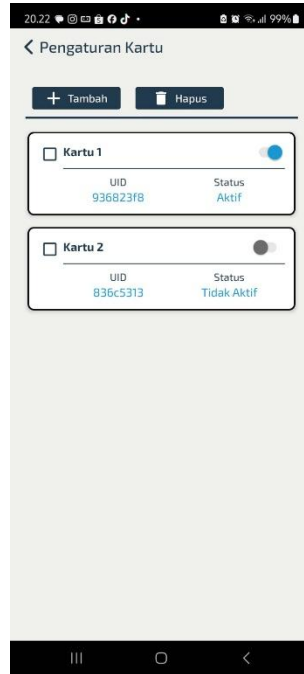 20.22 99%
Pengaturan Kartu
Tambah Hapus
Kartu 1
UID Status
936823f8 Aktif
Kartu 2
UID Status
836c5313 Tidak Aktif